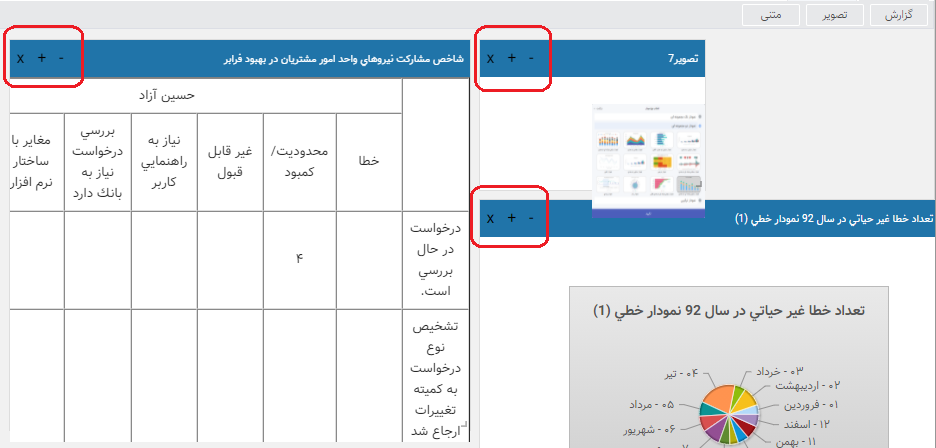 گزارش
تصویر
متنی
تصویر7
x + -
شاخص مشاركت نيروهاي واحد امور مشتريان در بهبود فرابر
x + -
حسين آزاد
خطا
محدوديت/
كمبود
غير قابل
قبول
نياز به
راهنمايي
كاربر
بررسي
درخواست
نياز به
بانك دارد
مغاير با
ساختار
نرم افزار
درخواست
در حال
بررسي
است.
۴
تشخيص
نوع
درخواست
به كميته
تغييرات
ارجاع شد
تعداد خطا غير حياتي در سال 92 نمودار خطي (1)
x + -
تعداد خطا غير حياتي در سال 92 نمودار خطي (1)
۰۳ - خرداد
۰۴ - تير
۰۲ - ارديبهشت
۰۱ - فروردين
۰۵ - مرداد
۱۲ - اسفند
۰۶ - شهريور
۱۱ - بهمن